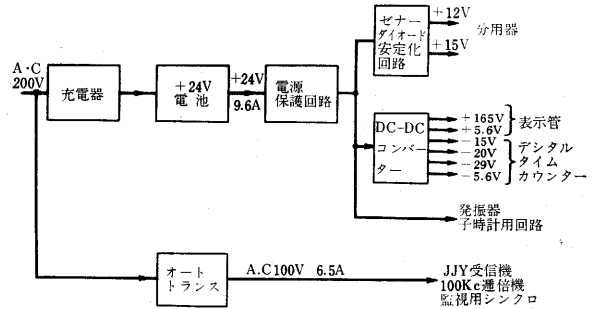 A・C
200V
充電器
+24V
電池
+24V
9.6A
電源
保護回路
ゼナー
ダイオード
安定化
回路
+12V
+15V
分用器
DC-DC
コンバー
ター
+165V
+5.6V
-15V
-20V
-29V
-5.6V
表示管
デシタル
タイム
カウンター
発振器
子時計用回路
オート
トランス
A.C100V 6.5A
JJY受信機
100Kc逓倍機
監視用シンクロ